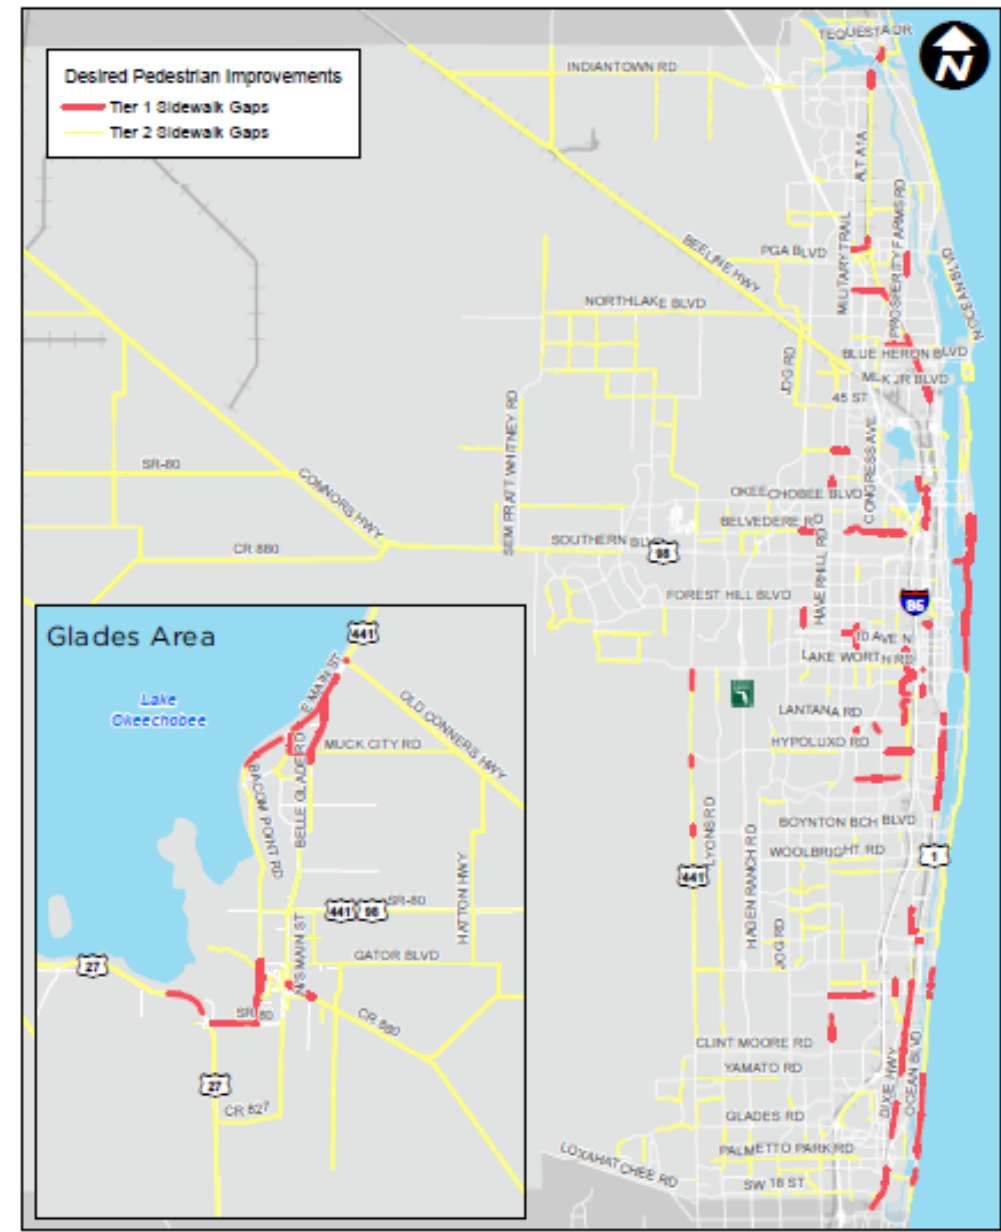 TEQUESTA DR
N
Desired Pedestrian Improvements
Tier 1 Sidewalk Gaps
Tier 2 Sidewalk Gaps
INDIANTOWN RD
ALT A1A
PROSPERITY FARMS RD
MILITARY TRAIL
BEELINE HWY
PGA BLVD
N OCEAN BLVD
NORTHLAKE BLVD
BLUE HERON BLVD
JOG RD
MLK JR BLVD
45 ST
SEM PRATT WHITNEY RD
CONGRESS AVE
SR-80
CONNORS HWY
OKEECHOBEE BLVD
BELVEDERE RD
SOUTHERN BLVD
CR 880
98
HAVERHILL RD
FOREST HILL BLVD
95
10 AVE N
LAKE WORTH RD
LANTANA RD
HYPOLUXO RD
LYONS RD
BOYNTON BCH BLVD
WOOLBRIGHT RD
1
441
HAGEN RANCH RD
JOG RD
CLINT MOORE RD
YAMATO RD
DIXIE HWY
OCEAN BLVD
GLADES RD
PALMETTO PARK RD
LOXAHATCHEE RD
SW 18 ST
Glades Area
441
Lake
Okeechobee
E MAIN ST
OLD CONNERS HWY
MUCK CITY RD
BACOM POINT RD
BELLE GLADE RD
HATTON HWY
441
98
SR-80
GATOR BLVD
27
SR 80
CR 880
27
CR 827